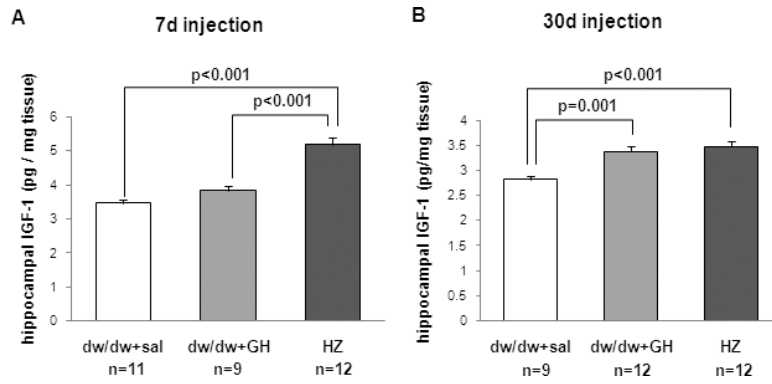 A
7d injection
p<0.001
p<0.001
hippocampal IGF-1 (pg / mg tissue)
6
5
4
3
2
1
0
dw/dw+sal dw/dw+GH HZ
n=11 n=9 n=12
B
30d injection
p<0.001
p=0.001
hippocampal IGF-1 (pg/mg tissue)
4
3.5
3
2.5
2
1.5
1
0.5
0
dw/dw+sal dw/dw+GH HZ
n=9 n=12 n=12